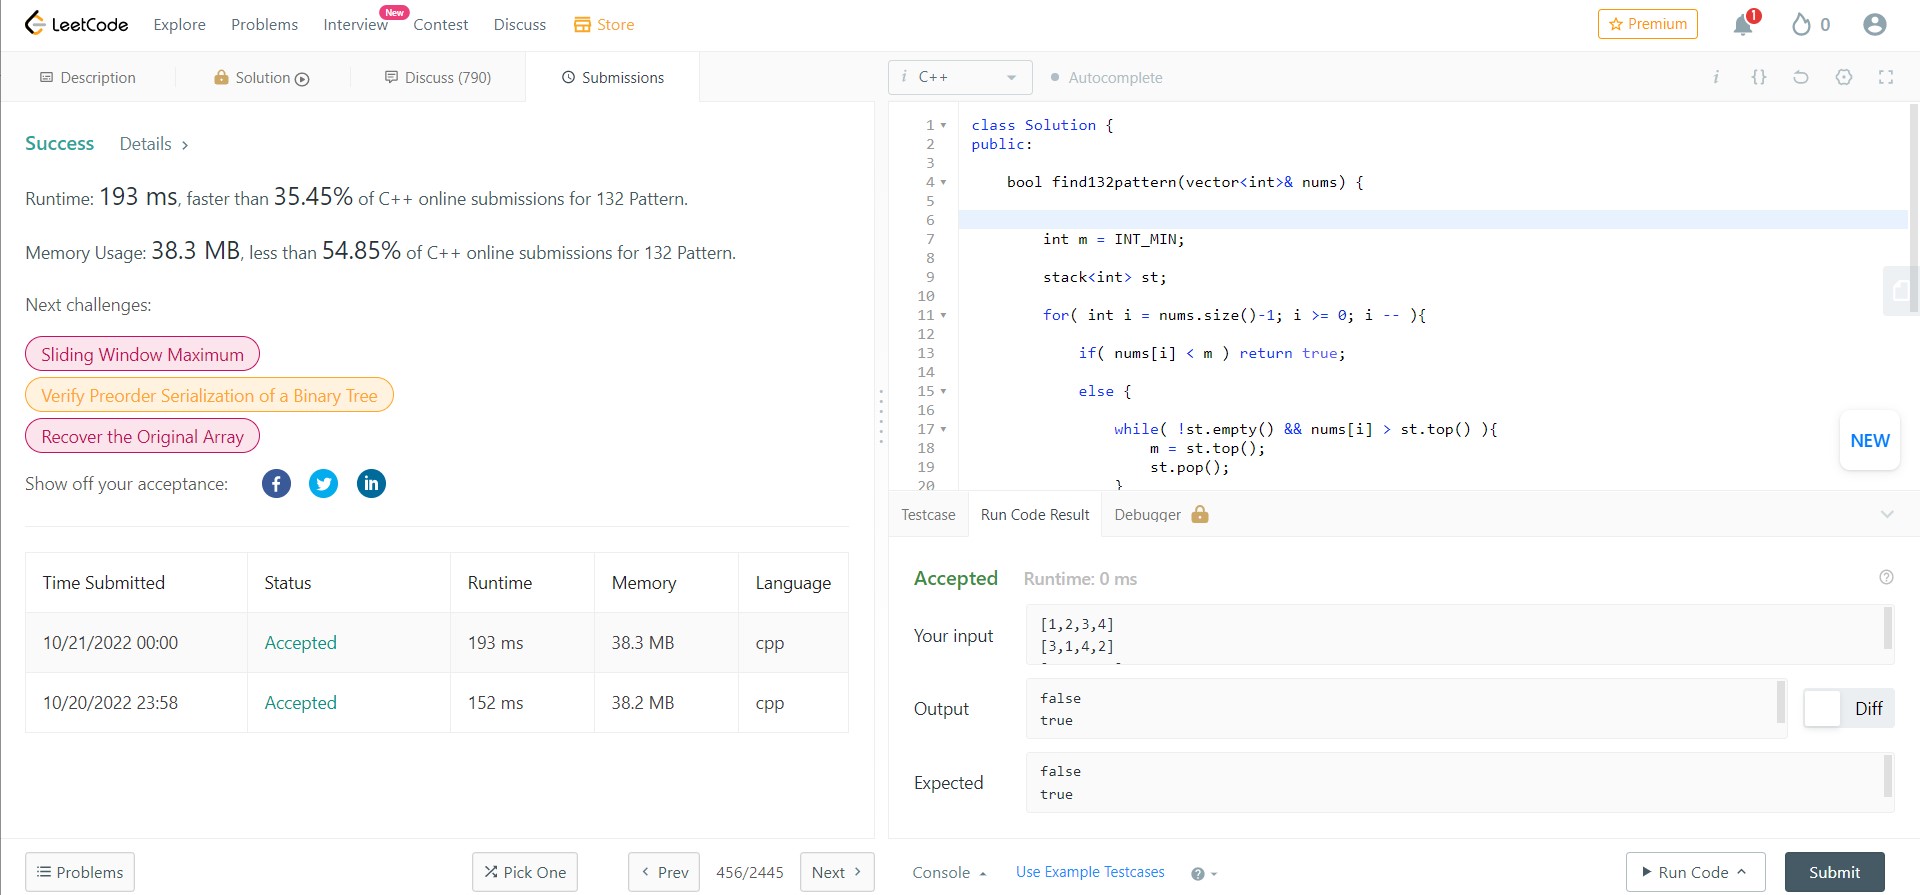 LeetCode Explore Problems Interview New Contest Discuss Store Premium 1 0
Description Solution Discuss (790) Submissions
i C++ Autocomplete i {}
Success Details >
Runtime: 193 ms, faster than 35.45% of C++ online submissions for 132 Pattern.
Memory Usage: 38.3 MB, less than 54.85% of C++ online submissions for 132 Pattern.
Next challenges:
Sliding Window Maximum
Verify Preorder Serialization of a Binary Tree
Recover the Original Array
Show off your acceptance: f in
Time Submitted Status Runtime Memory Language
10/21/2022 00:00 Accepted 193 ms 38.3 MB cpp
10/20/2022 23:58 Accepted 152 ms 38.2 MB cpp
Problems Pick One < Prev 456/2445 Next >
1 class Solution {
2 public:
3
4 bool find132pattern(vector<int>& nums) {
5
6
7 int m = INT_MIN;
8
9 stack<int> st;
10
11 for( int i = nums.size()-1; i >= 0; i -- ){
12
13 if( nums[i] < m ) return true;
14
15 else {
16
17 while( !st.empty() && nums[i] > st.top() ){
18 m = st.top();
19 st.pop();
20 }
NEW
Testcase Run Code Result Debugger
Accepted Runtime: 0 ms ?
Your input
[1,2,3,4]
[3,1,4,2]
Output
false
true
Diff
Expected
false
true
Console Use Example Testcases ? Run Code Submit